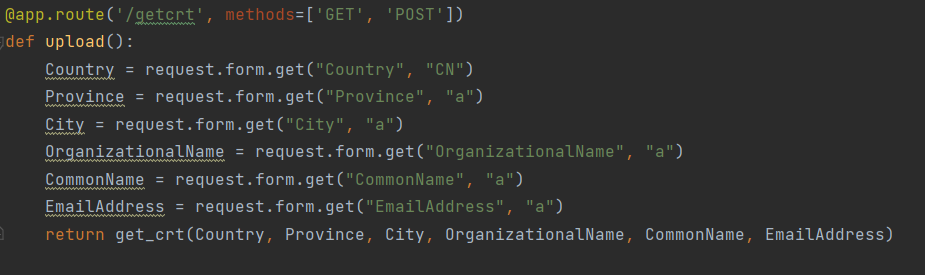 @app.route('/getcrt', methods=['GET', 'POST'])
def upload():
    Country = request.form.get("Country", "CN")
    Province = request.form.get("Province", "a")
    City = request.form.get("City", "a")
    OrganizationalName = request.form.get("OrganizationalName", "a")
    CommonName = request.form.get("CommonName", "a")
    EmailAddress = request.form.get("EmailAddress", "a")
    return get_crt(Country, Province, City, OrganizationalName, CommonName, EmailAddress)